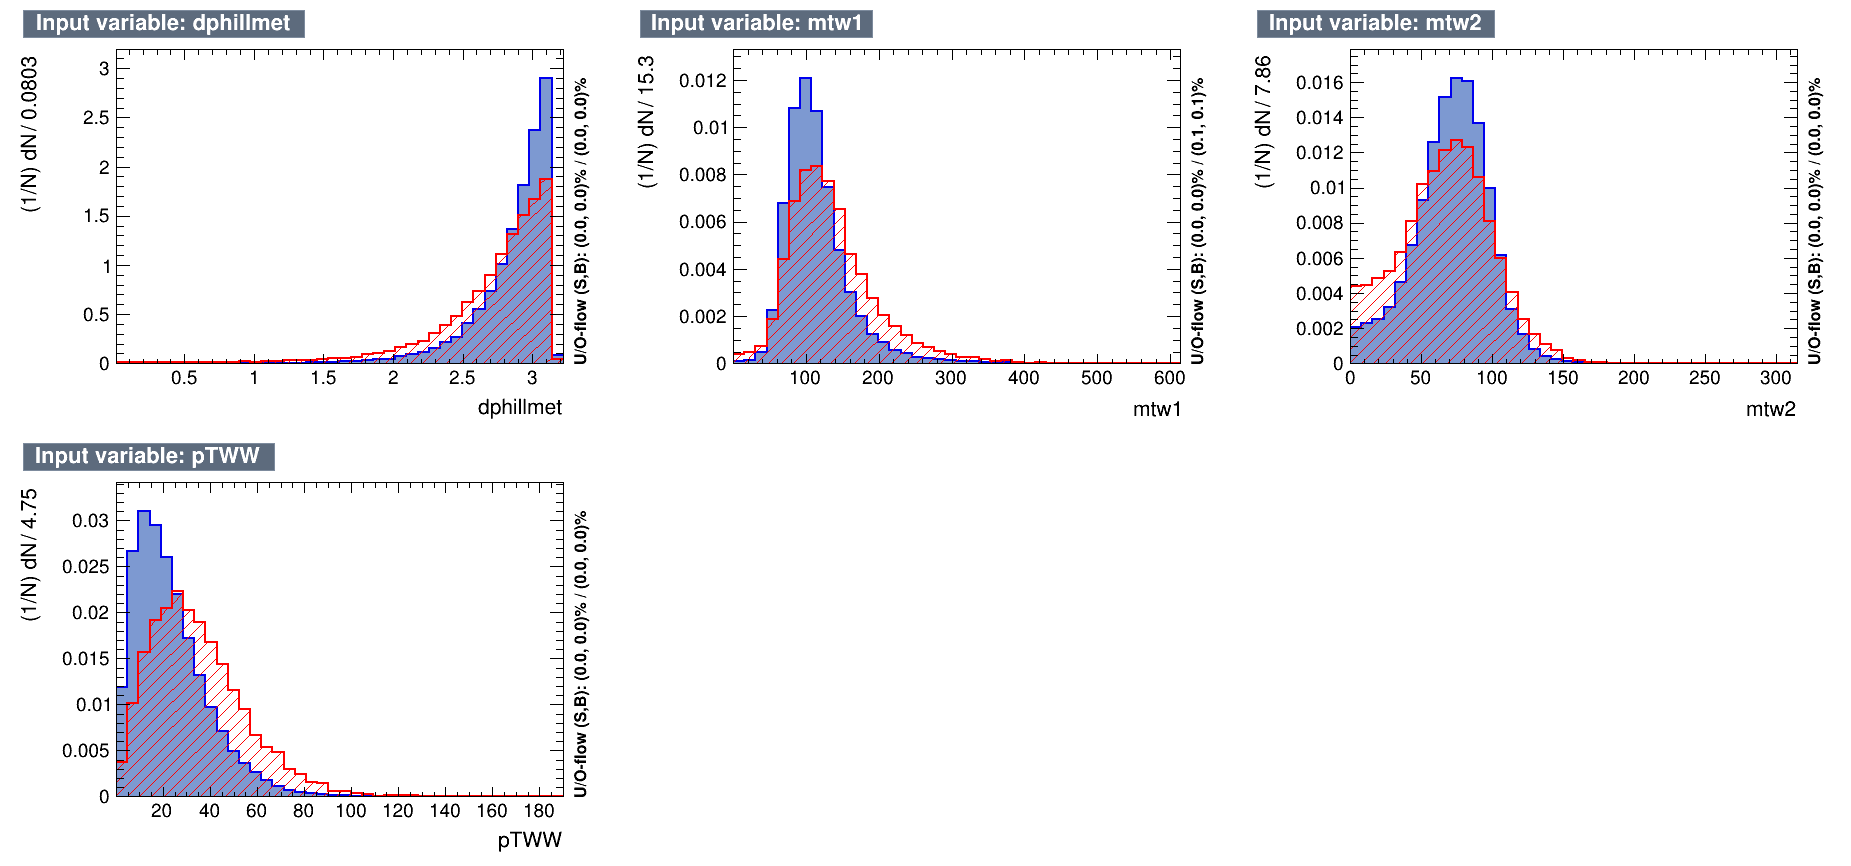 Input variable: dphillmet
(1/N) dN / 0.0803
3
2.5
2
1.5
1
0.5
0
0.5 1 1.5 2 2.5 3
dphillmet
U/O-flow (S,B): (0.0, 0.0)% / (0.0, 0.0)%
Input variable: mtw1
(1/N) dN / 15.3
0.012
0.01
0.008
0.006
0.004
0.002
0
100 200 300 400 500 600
mtw1
U/O-flow (S,B): (0.0, 0.0)% / (0.1, 0.1)%
Input variable: mtw2
(1/N) dN / 7.86
0.016
0.014
0.012
0.01
0.008
0.006
0.004
0.002
0
0 50 100 150 200 250 300
mtw2
U/O-flow (S,B): (0.0, 0.0)% / (0.0, 0.0)%
Input variable: pTWW
(1/N) dN / 4.75
0.03
0.025
0.02
0.015
0.01
0.005
0
20 40 60 80 100 120 140 160 180
pTWW
U/O-flow (S,B): (0.0, 0.0)% / (0.0, 0.0)%